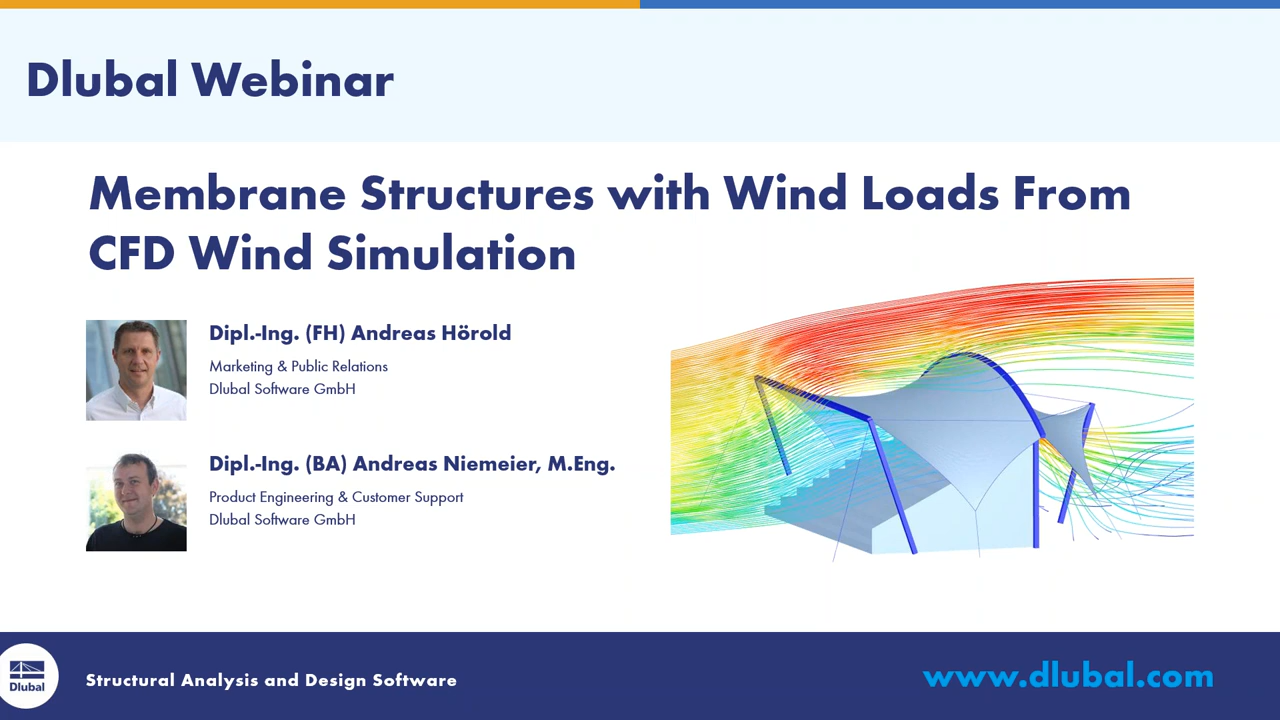 Dlubal Webinar
Membrane Structures with Wind Loads From
CFD Wind Simulation
Dipl.-Ing. (FH) Andreas Hörold
Marketing & Public Relations
Dlubal Software GmbH
Dipl.-Ing. (BA) Andreas Niemeier, M.Eng.
Product Engineering & Customer Support
Dlubal Software GmbH
Dlubal
Structural Analysis and Design Software
www.dlubal.com